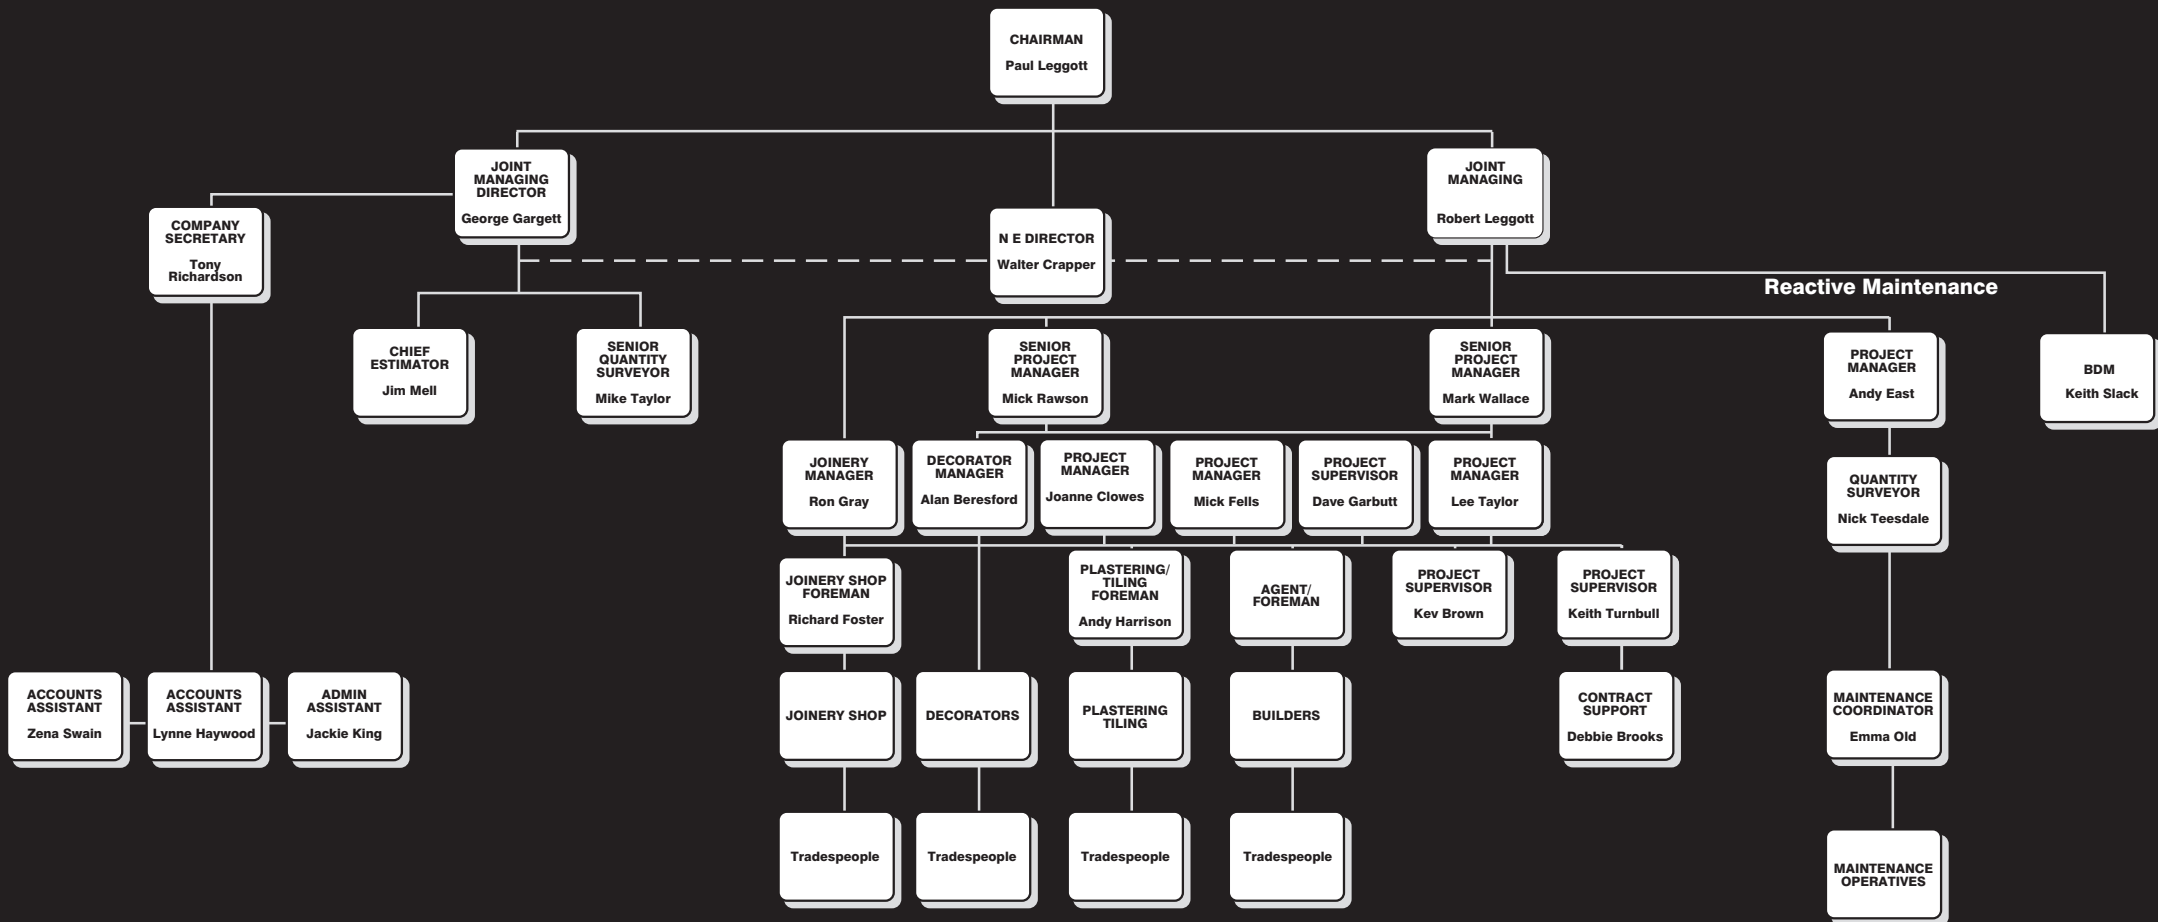 CHAIRMAN
Paul Leggott
JOINT
MANAGING
DIRECTOR
George Gargett
JOINT
MANAGING
Robert Leggott
COMPANY
SECRETARY
Tony
Richardson
N E DIRECTOR
Walter Crapper
Reactive Maintenance
CHIEF
ESTIMATOR
Jim Mell
SENIOR
QUANTITY
SURVEYOR
Mike Taylor
SENIOR
PROJECT
MANAGER
Mick Rawson
SENIOR
PROJECT
MANAGER
Mark Wallace
PROJECT
MANAGER
Andy East
BDM
Keith Slack
JOINERY
MANAGER
Ron Gray
DECORATOR
MANAGER
Alan Beresford
PROJECT
MANAGER
Joanne Clowes
PROJECT
MANAGER
Mick Fells
PROJECT
SUPERVISOR
Dave Garbutt
PROJECT
MANAGER
Lee Taylor
QUANTITY
SURVEYOR
Nick Teesdale
JOINERY SHOP
FOREMAN
Richard Foster
PLASTERING/
TILING
FOREMAN
Andy Harrison
AGENT/
FOREMAN
PROJECT
SUPERVISOR
Kev Brown
PROJECT
SUPERVISOR
Keith Turnbull
ACCOUNTS
ASSISTANT
Zena Swain
ACCOUNTS
ASSISTANT
Lynne Haywood
ADMIN
ASSISTANT
Jackie King
JOINERY SHOP
DECORATORS
PLASTERING
TILING
BUILDERS
CONTRACT
SUPPORT
Debbie Brooks
MAINTENANCE
COORDINATOR
Emma Old
Tradespeople
Tradespeople
Tradespeople
Tradespeople
MAINTENANCE
OPERATIVES